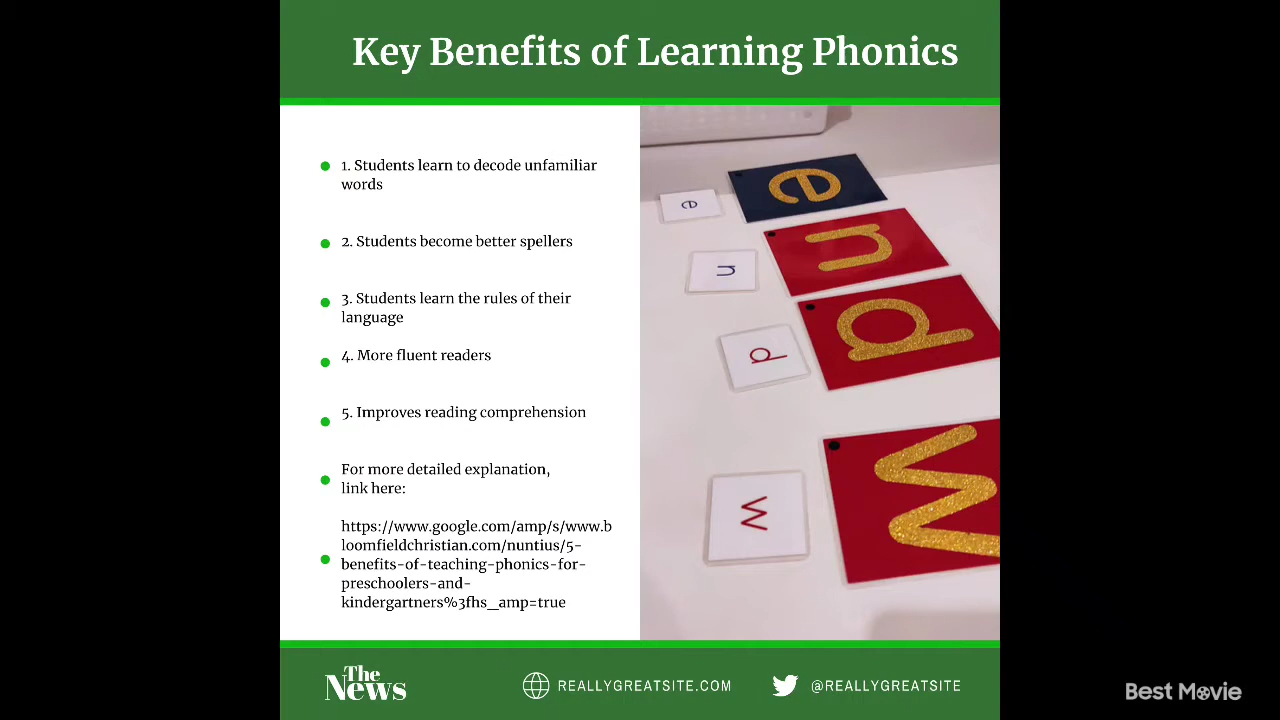 Key Benefits of Learning Phonics
1. Students learn to decode unfamiliar
words
2. Students become better spellers
3. Students learn the rules of their
language
4. More fluent readers
5. Improves reading comprehension
For more detailed explanation,
link here:
https://www.google.com/amp/s/www.b
loomfieldchristian.com/nuntius/5-
benefits-of-teaching-phonics-for-
preschoolers-and-
kindergartners%3fhs_amp=true
e
e
n
n
d
d
w
w
The
News
REALLYGREATSITE.COM
@REALLYGREATSITE
Best Movie